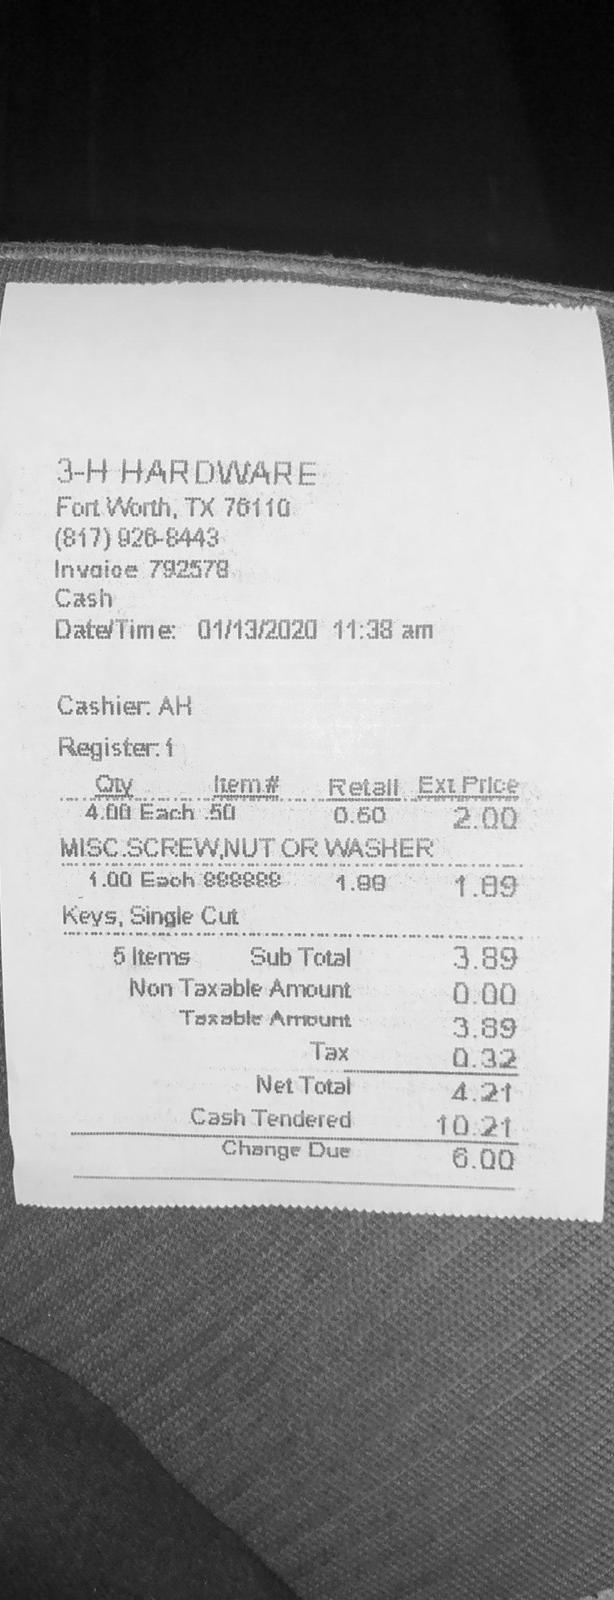 3-H HARDWARE
Fort Worth, TX 76110
(817) 926-8443
Invoice 792578
Cash
Date/Time: 01/13/2020 11:38 am
Cashier: AH
Register: 1
Qty Item# Retail Ext Price
4.00 Each .50 0.50 2.00
MISC.SCREW,NUT OR WASHER
1.00 Each 888888 1.89 1.89
Keys, Single Cut
5 Items Sub Total 3.89
Non Taxable Amount 0.00
Taxable Amount 3.89
Tax 0.32
Net Total 4.21
Cash Tendered 10.21
Change Due 6.00